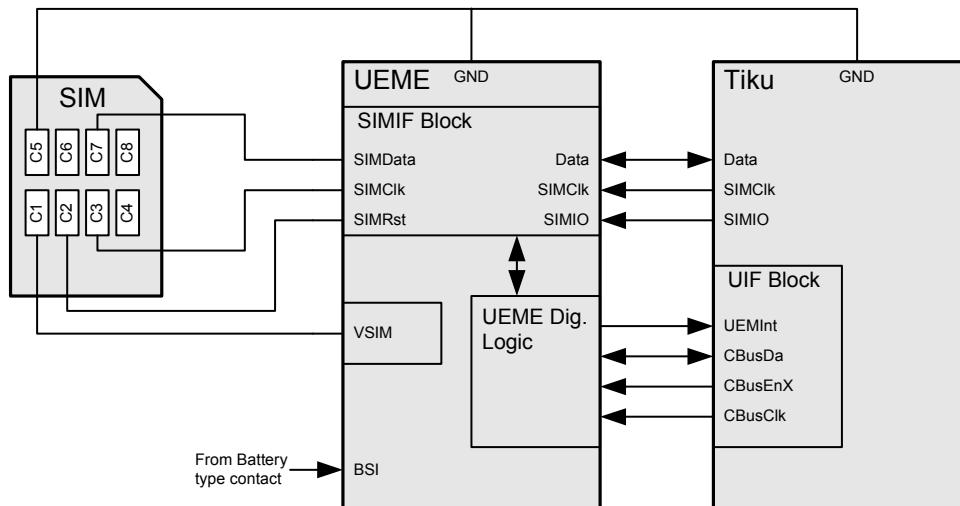 SIM
C5
C6
C7
C8
C1
C2
C3
C4
UEME
GND
SIMIF Block
SIMData
Data
SIMClk
SIMClk
SIMRst
SIMIO
VSIM
UEME Dig.
Logic
From Battery
type contact
BSI
Tiku
GND
Data
SIMClk
SIMIO
UIF Block
UEMInt
CBusDa
CBusEnX
CBusClk